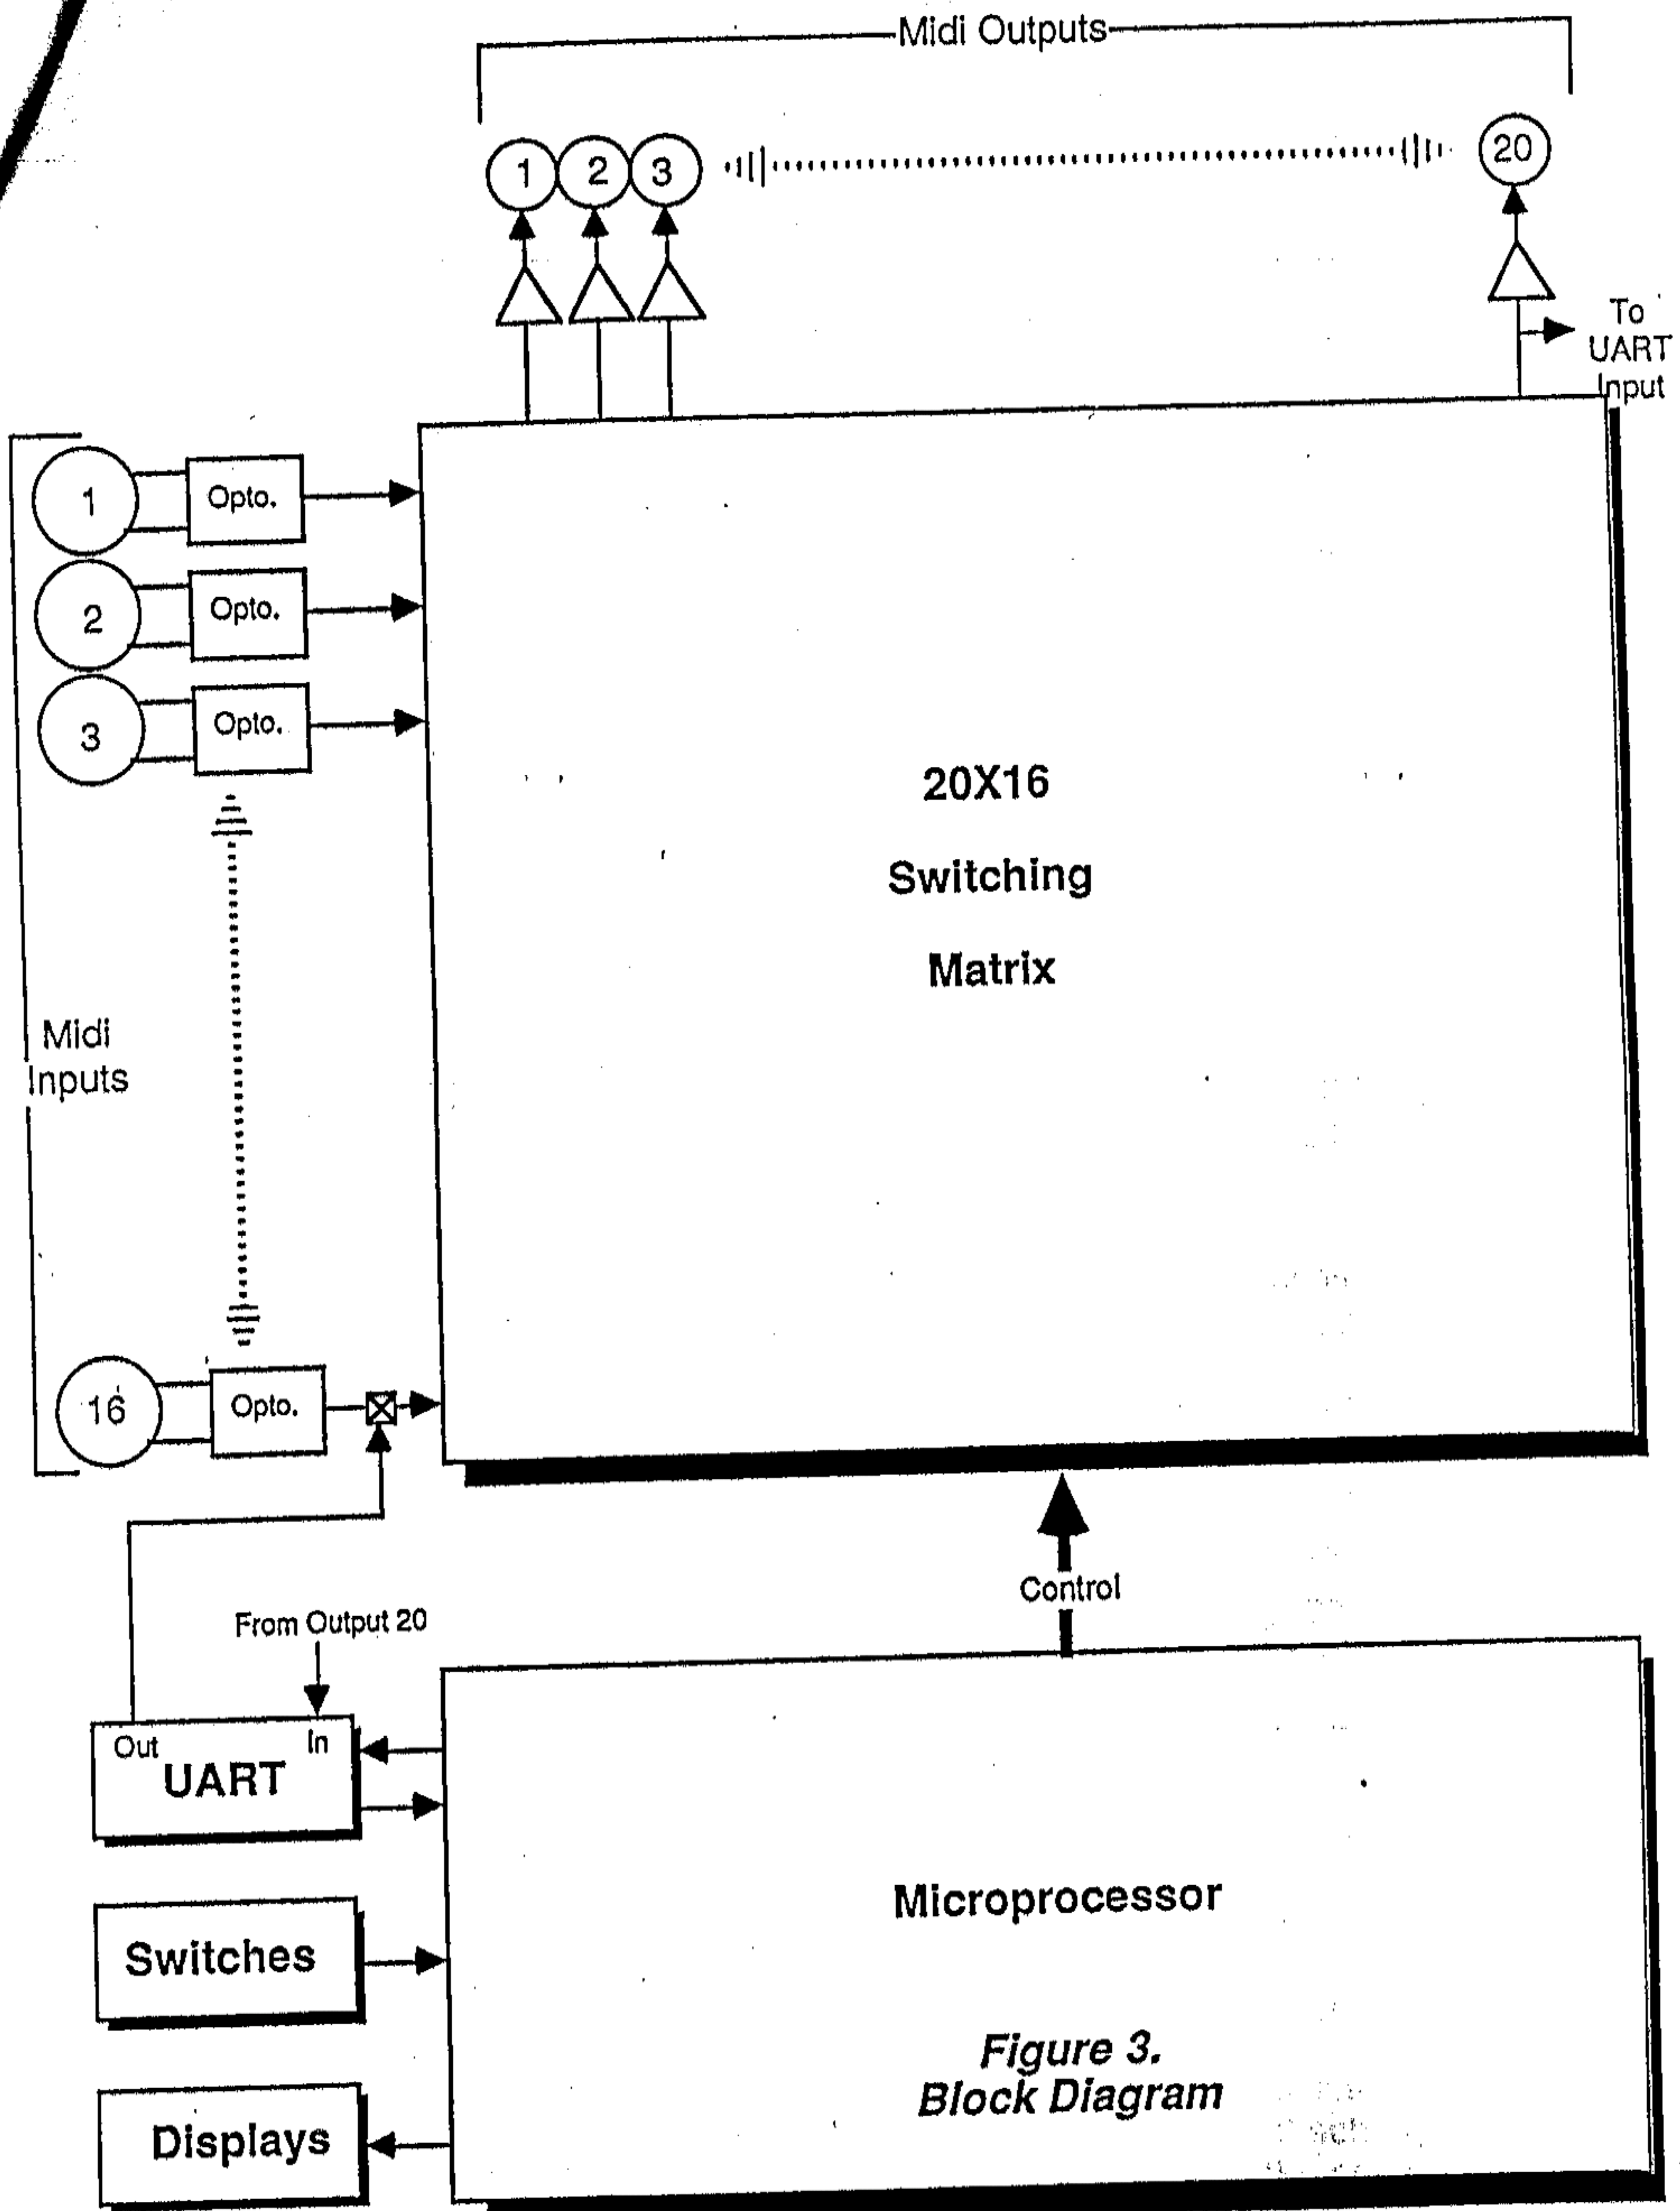 Midi Outputs
1 2 3 20
To
UART
Input
1 Opto.
2 Opto.
3 Opto.
20X16
Switching
Matrix
Midi
Inputs
16 Opto.
Control
From Output 20
Out In
UART
Microprocessor
Switches
Figure 3.
Block Diagram
Displays